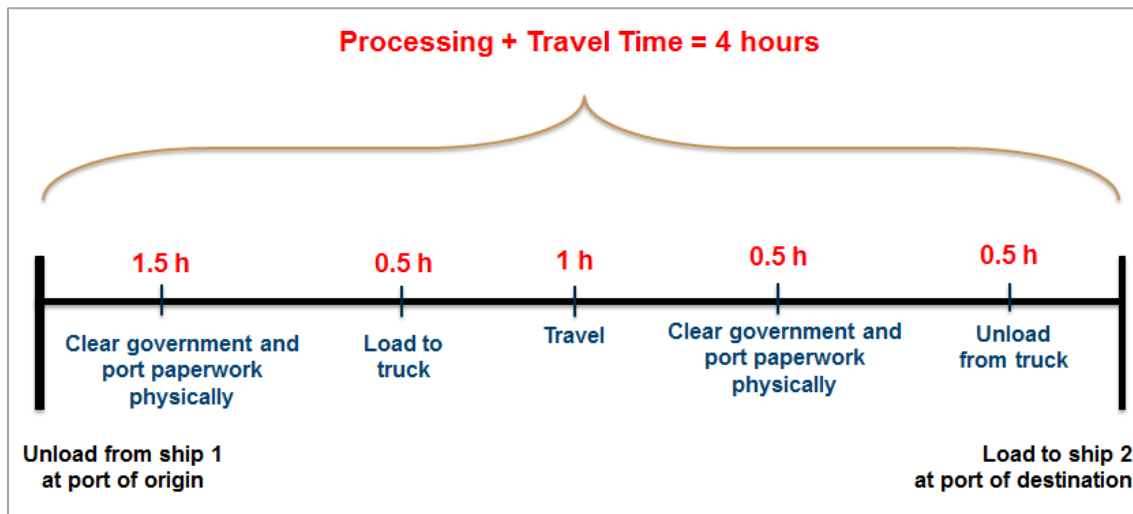 Processing + Travel Time = 4 hours
1.5 h
0.5 h
1 h
0.5 h
0.5 h
Clear government and
port paperwork
physically
Load to
truck
Travel
Clear government and
port paperwork
physically
Unload
from truck
Unload from ship 1
at port of origin
Load to ship 2
at port of destination